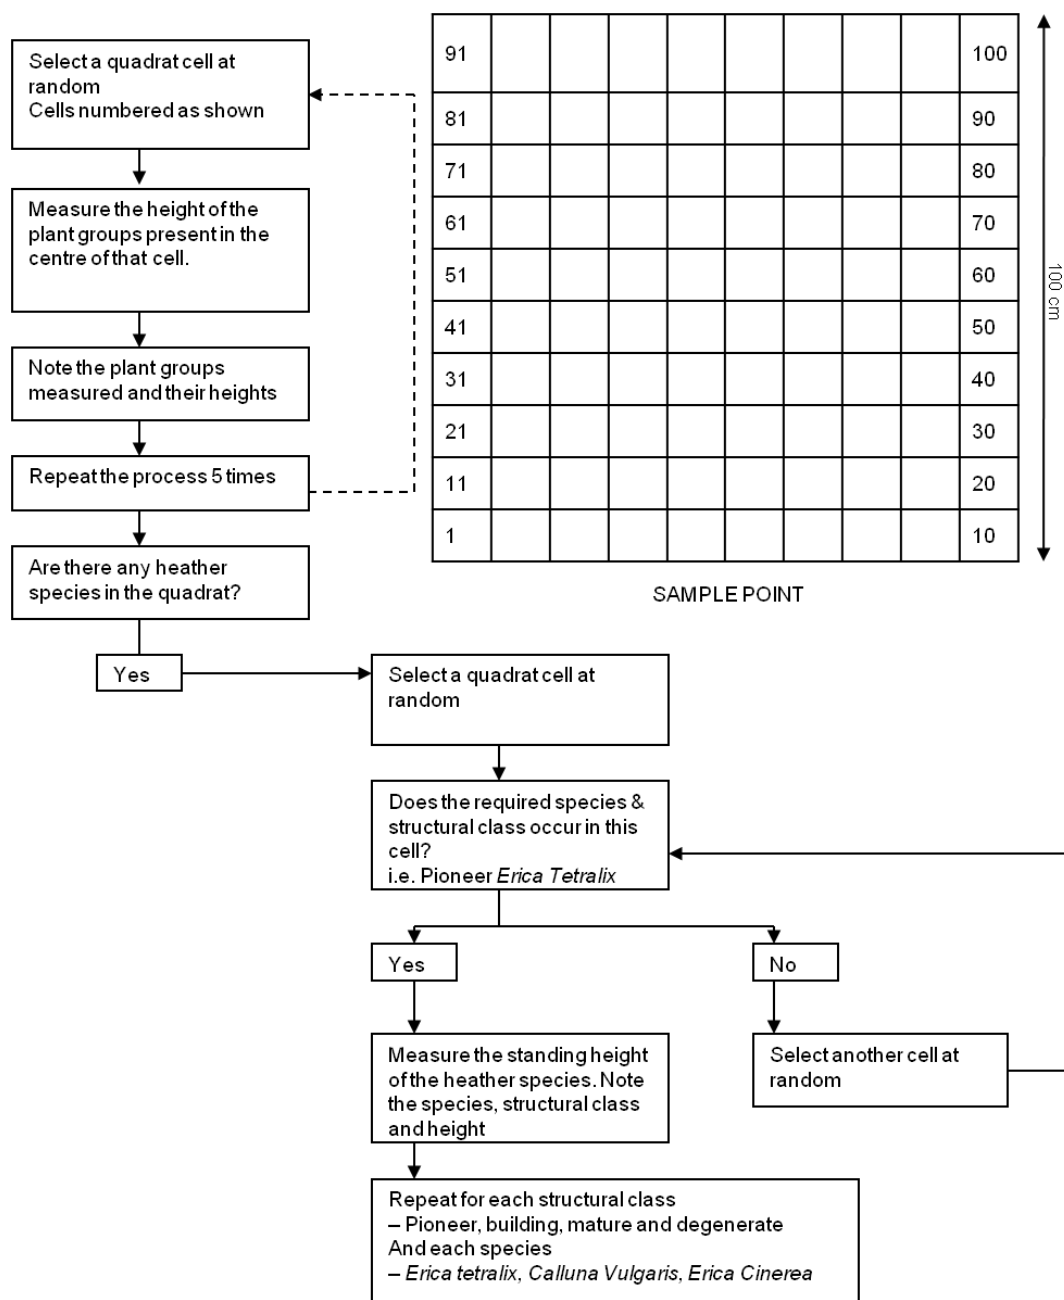 Select a quadrat cell at
random
Cells numbered as shown
Measure the height of the
plant groups present in the
centre of that cell.
Note the plant groups
measured and their heights
Repeat the process 5 times
Are there any heather
species in the quadrat?
Yes
91 100
81 90
71 80
61 70
51 60
41 50
31 40
21 30
11 20
1 10
100 cm
SAMPLE POINT
Select a quadrat cell at
random
Does the required species &
structural class occur in this
cell?
i.e. Pioneer Erica Tetralix
Yes
No
Measure the standing height
of the heather species. Note
the species, structural class
and height
Select another cell at
random
Repeat for each structural class
– Pioneer, building, mature and degenerate
And each species
– Erica tetralix, Calluna Vulgaris, Erica Cinerea